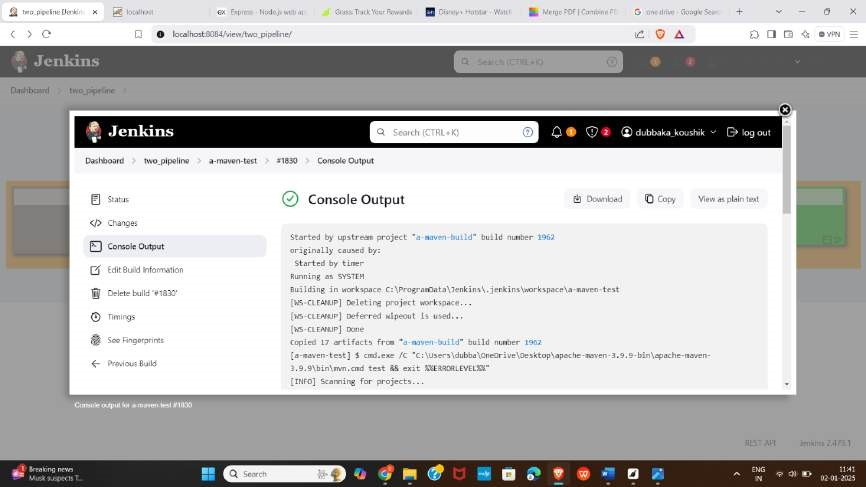 two_pipeline [Jenkins
localhost
Express - Node.js web ap
Grass: Track Your Rewards
Disney+ Hotstar - Watch
Merge PDF | Combine PD
one drive - Google Searc
localhost:8084/view/two_pipeline/
VPN
Jenkins
Search (CTRL+K)
1
2
Dashboard > two_pipeline >
Jenkins
Search (CTRL+K)
1
2
dubbaka_koushik
log out
Dashboard > two_pipeline > a-maven-test > #1830 > Console Output
Status
Changes
Console Output
Edit Build Information
Delete build '#1830'
Timings
See Fingerprints
Previous Build
Console Output
Download
Copy
View as plain text
Started by upstream project "a-maven-build" build number 1962
originally caused by:
Started by timer
Running as SYSTEM
Building in workspace C:\ProgramData\Jenkins\.jenkins\workspace\a-maven-test
[WS-CLEANUP] Deleting project workspace...
[WS-CLEANUP] Deferred wipeout is used...
[WS-CLEANUP] Done
Copied 17 artifacts from "a-maven-build" build number 1962
[a-maven-test] $ cmd.exe /C "C:\Users\dubba\OneDrive\Desktop\apache-maven-3.9.9-bin\apache-maven-
3.9.9\bin\mvn.cmd test && exit %%ERRORLEVEL%%"
[INFO] Scanning for projects...
Console output for a-maven-test #1830
REST API
Jenkins 2.479.1
Breaking news
Musk suspects T...
Search
ENG
IN
11:41
02-01-2025